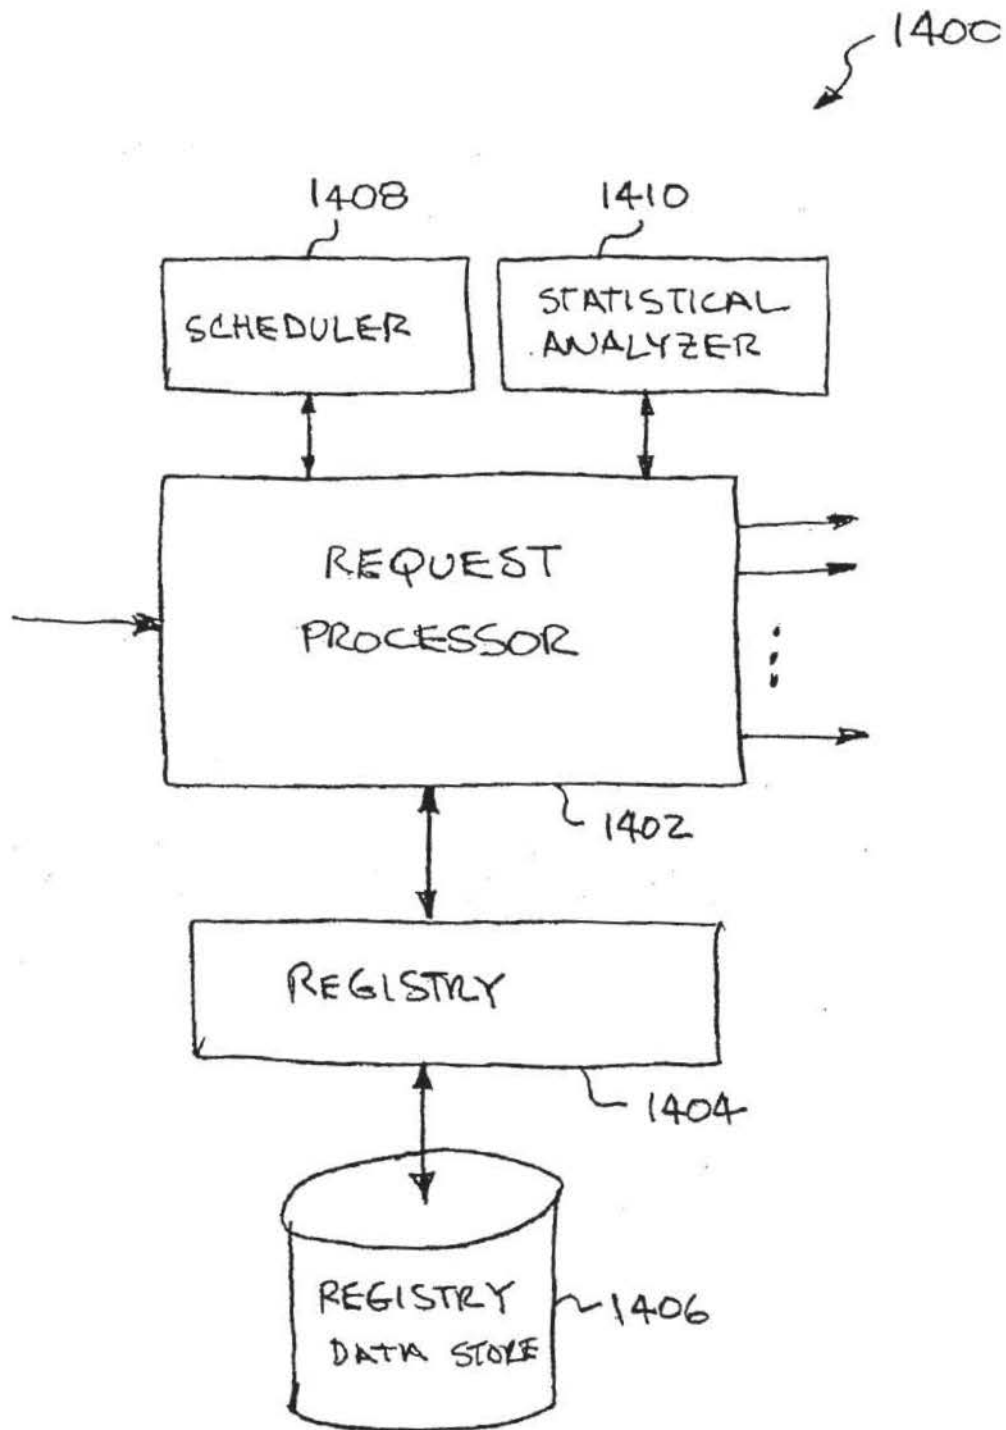 1400
1408
1410
SCHEDULER
STATISTICAL
ANALYZER
REQUEST
PROCESSOR
1402
REGISTRY
1404
REGISTRY
DATA STORE
1406